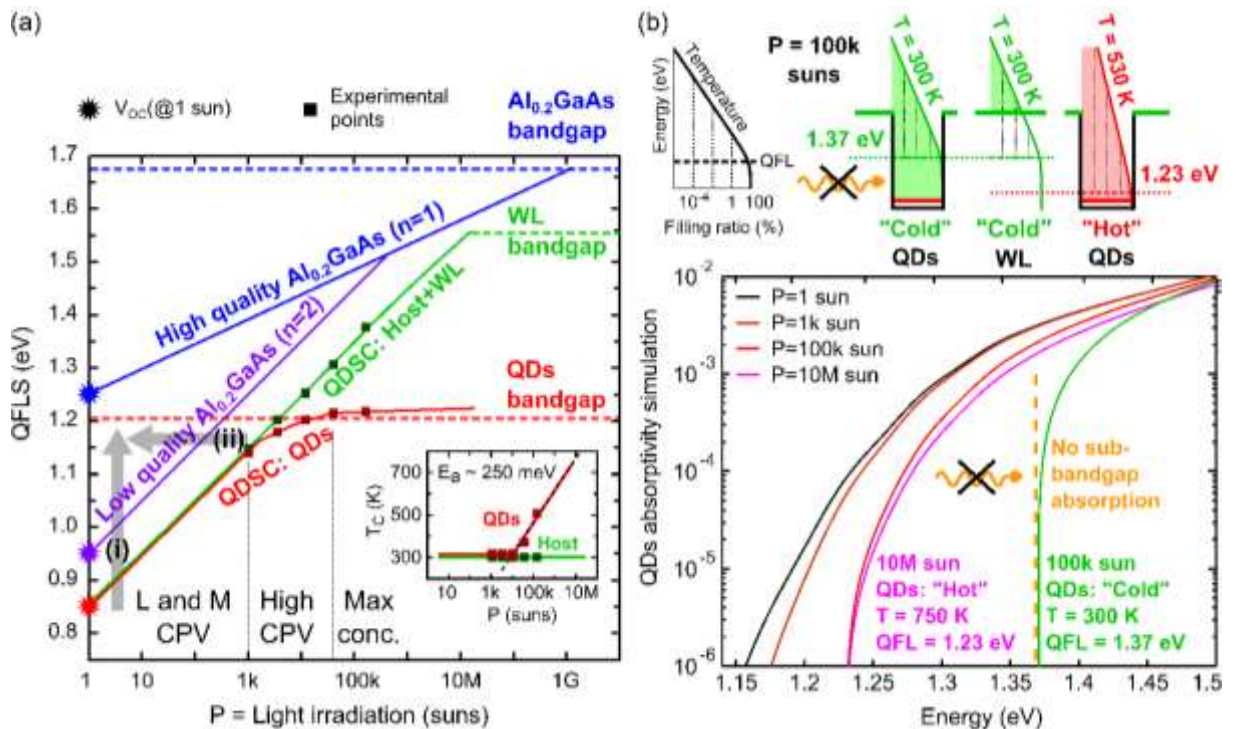 (a)
V_OC(@1 sun)
Experimental
points
Al_0.2GaAs
bandgap
1.7
1.6
1.5
1.4
1.3
1.2
1.1
1.0
0.9
0.8
QFLS (eV)
WL
bandgap
High quality Al_0.2GaAs (n=1)
Low quality Al_0.2GaAs (n=2)
QDSC: Host+WL
QDs
bandgap
QDSC: QDs
(ii)
(i)
L and M
CPV
High
CPV
Max
conc.
E_a ~ 250 meV
T_C (K)
700
500
300
QDs
Host
10
1k
100k
10M
P (suns)
1
10
1k
100k
10M
1G
P = Light irradiation (suns)
(b)
P = 100k
suns
Energy (eV)
Temperature
QFL
10^-4
1
100
Filling ratio (%)
T = 300 K
T = 300 K
T = 530 K
1.37 eV
1.23 eV
"Cold"
QDs
"Cold"
WL
"Hot"
QDs
QDs absorptivity simulation
10^-2
10^-3
10^-4
10^-5
10^-6
P=1 sun
P=1k sun
P=100k sun
P=10M sun
No sub-
bandgap
absorption
10M sun
QDs: "Hot"
T = 750 K
QFL = 1.23 eV
100k sun
QDs: "Cold"
T = 300 K
QFL = 1.37 eV
1.15
1.2
1.25
1.3
1.35
1.4
1.45
1.5
Energy (eV)